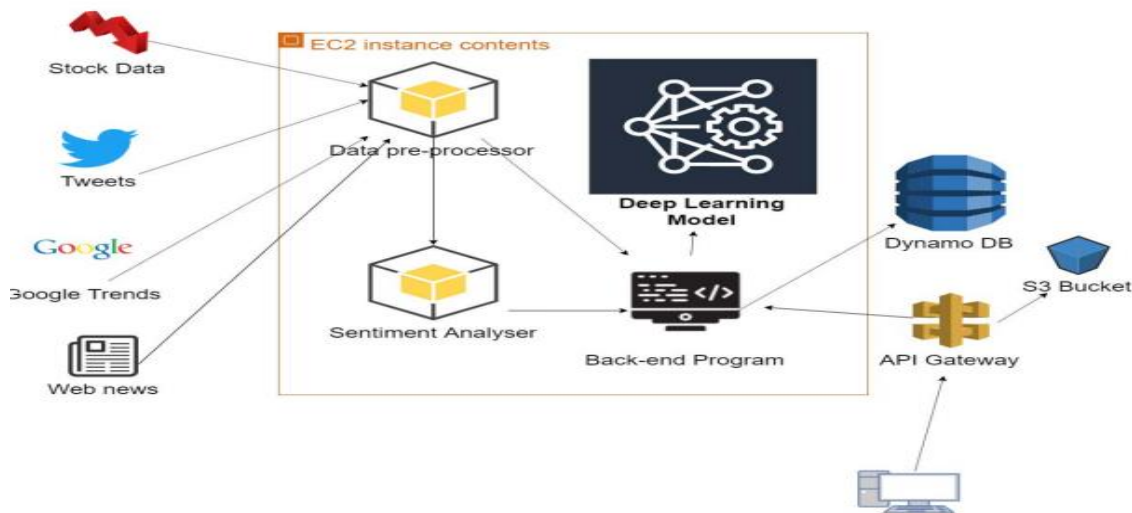 EC2 instance contents
Stock Data
Data pre-processor
Tweets
Deep Learning
Model
Google
Google Trends
Dynamo DB
S3 Bucket
Sentiment Analyser
</>
Back-end Program
API Gateway
Web news